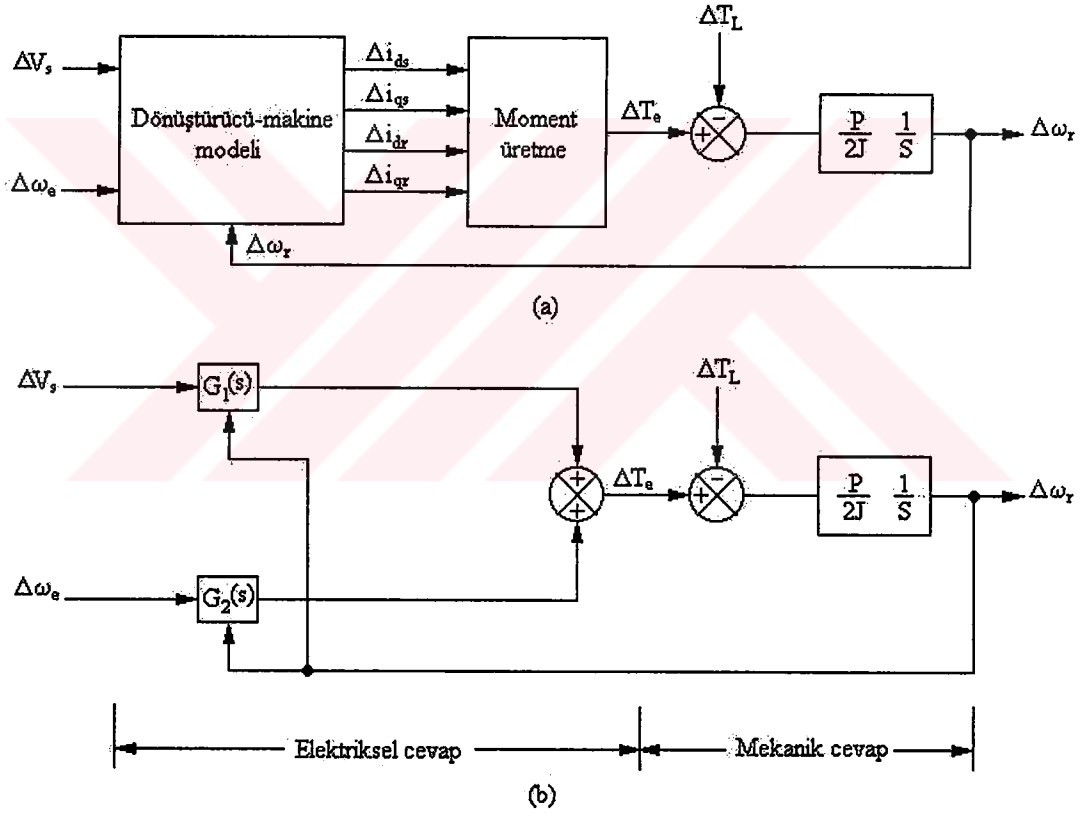 ΔT_L
ΔV_s
Δω_e
Dönüştürücü-makine
modeli
Δi_ds
Δi_qs
Δi_dr
Δi_qr
Moment
üretme
ΔT_e
+
−
P/2J 1/S
Δω_r
Δω_r
(a)
ΔV_s
G_1(s)
ΔT_L
+
+
ΔT_e
+
−
P/2J 1/S
Δω_r
Δω_e
G_2(s)
Elektriksel cevap
Mekanik cevap
(b)